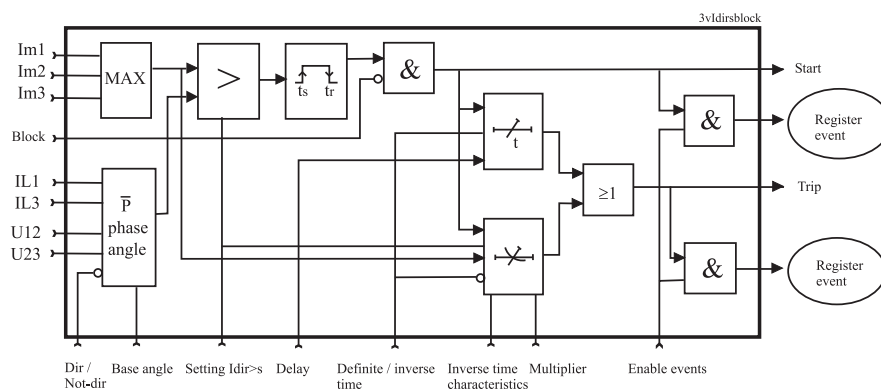 3vIdirsblock
Im1
Im2
Im3
MAX
>
ts
tr
&
Start
Block
t
&
Register
event
IL1
IL3
U12
U23
P
phase
angle
≥1
Trip
&
Register
event
Dir /
Not-dir
Base angle
Setting Idir>s
Delay
Definite / inverse
time
Inverse time
characteristics
Multiplier
Enable events